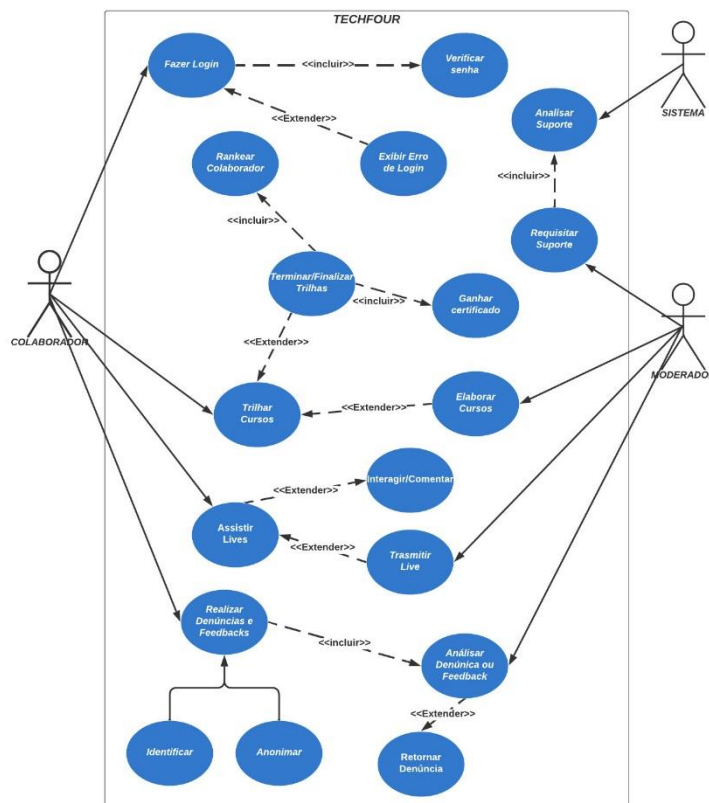 TECHFOUR
Fazer Login
<<incluir>>
Verificar
senha
<<Extender>>
Exibir Erro
de Login
Analisar
Suporte
SISTEMA
<<incluir>>
Requisitar
Suporte
Rankear
Colaborador
<<incluir>>
Terminar/Finalizar
Trilhas
<<incluir>>
Ganhar
certificado
COLABORADOR
MODERADO
<<Extender>>
Trilhar
Cursos
<<Extender>>
Elaborar
Cursos
<<Extender>>
Interagir/Comentar
Assistir
Lives
<<Extender>>
Trasmitir
Live
Realizar
Denúncias e
Feedbacks
<<incluir>>
Análisar
Denúnica ou
Feedback
<<Extender>>
Identificar
Anonimar
Retornar
Denúncia